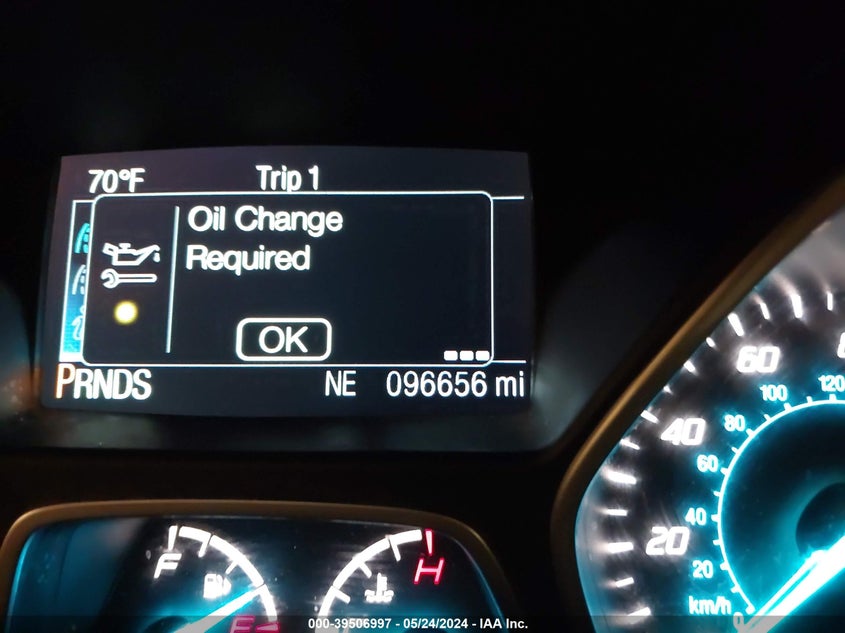 70°F Trip 1
Oil Change
Required
OK
PRNDS NE 096656 mi
60
100 120
80
40
60
40
20
20
km/h
0
F
H
E
000-39506997 - 05/24/2024 - IAA Inc.